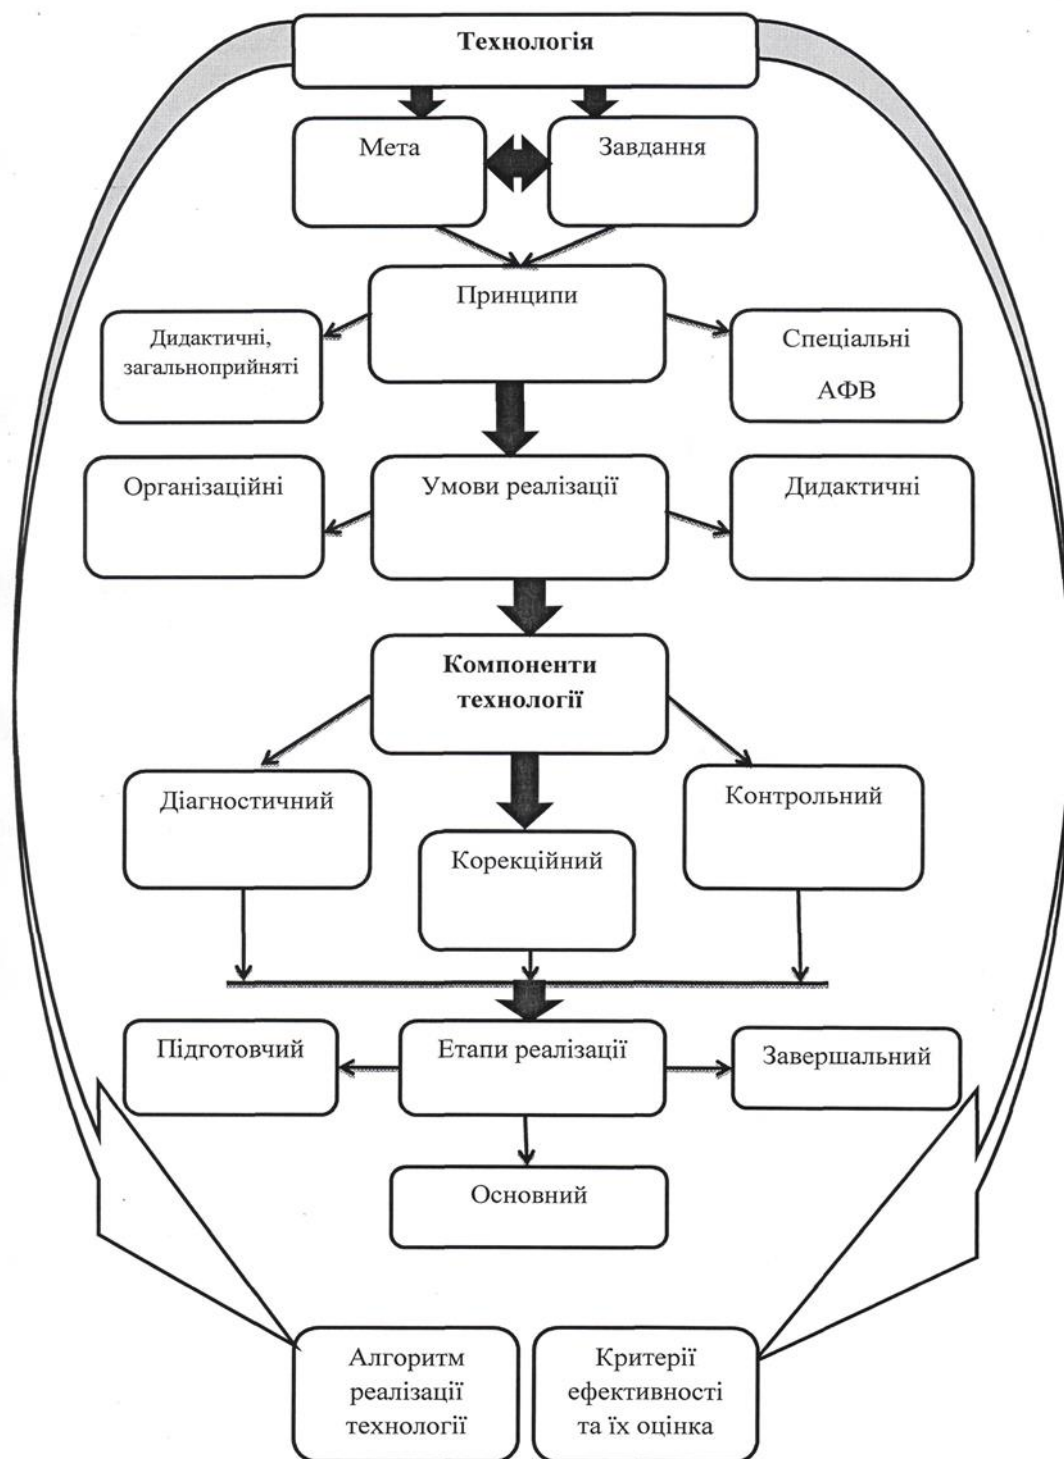 Технологія
Мета
Завдання
Принципи
Дидактичні,
загальноприйняті
Спеціальні
АФВ
Організаційні
Умови реалізації
Дидактичні
Компоненти
технології
Діагностичний
Корекційний
Контрольний
Підготовчий
Етапи реалізації
Завершальний
Основний
Алгоритм
реалізації
технології
Критерії
ефективності
та їх оцінка